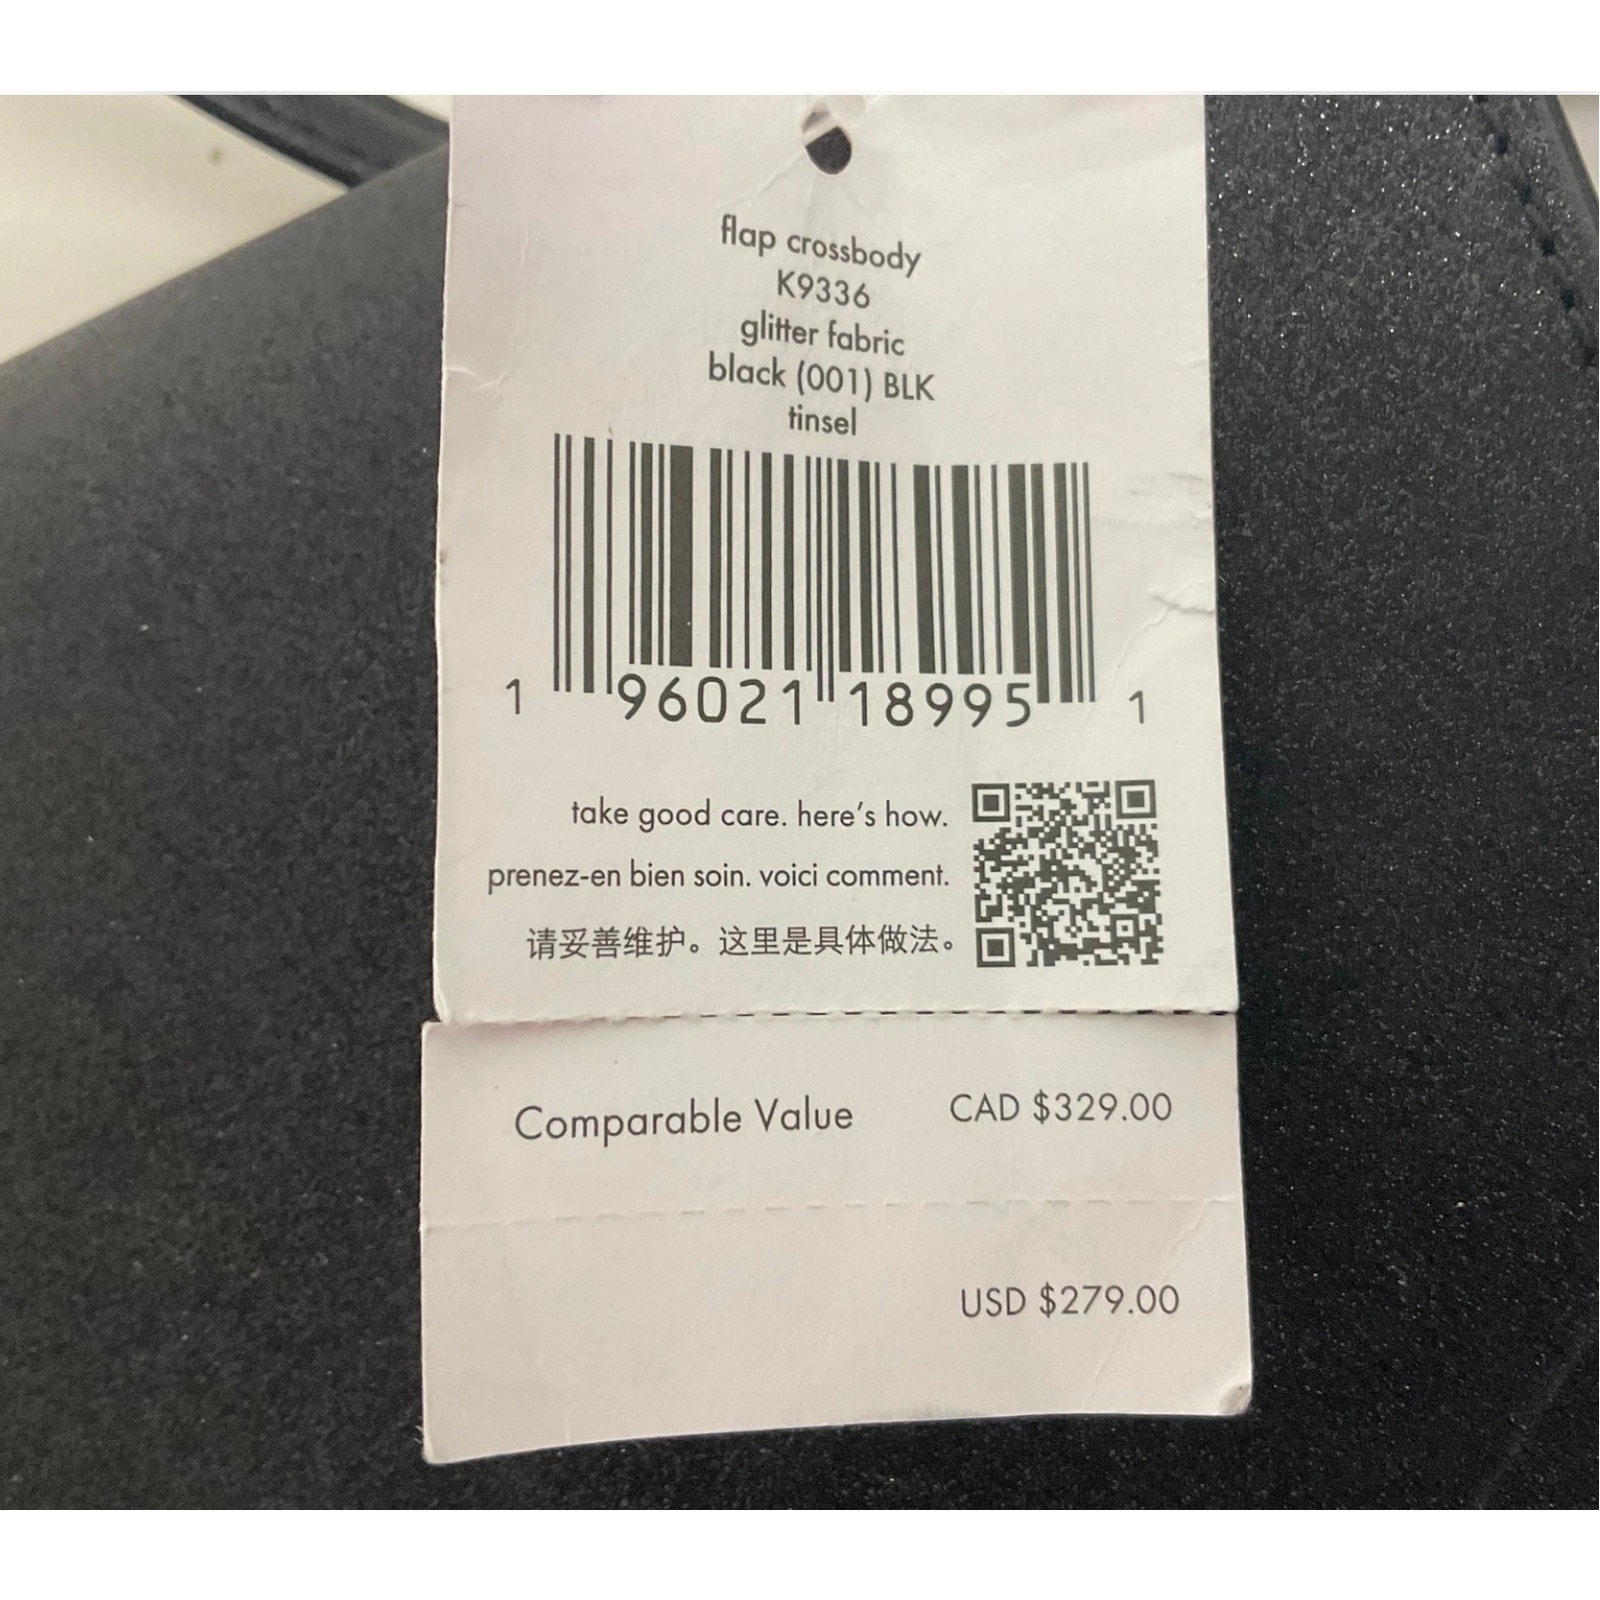 flap crossbody
K9336
glitter fabric
black (001) BLK
tinsel
1 96021 18995 1
take good care. here's how.
prenez-en bien soin. voici comment.
请妥善维护。这里是具体做法。
Comparable Value CAD $329.00
USD $279.00